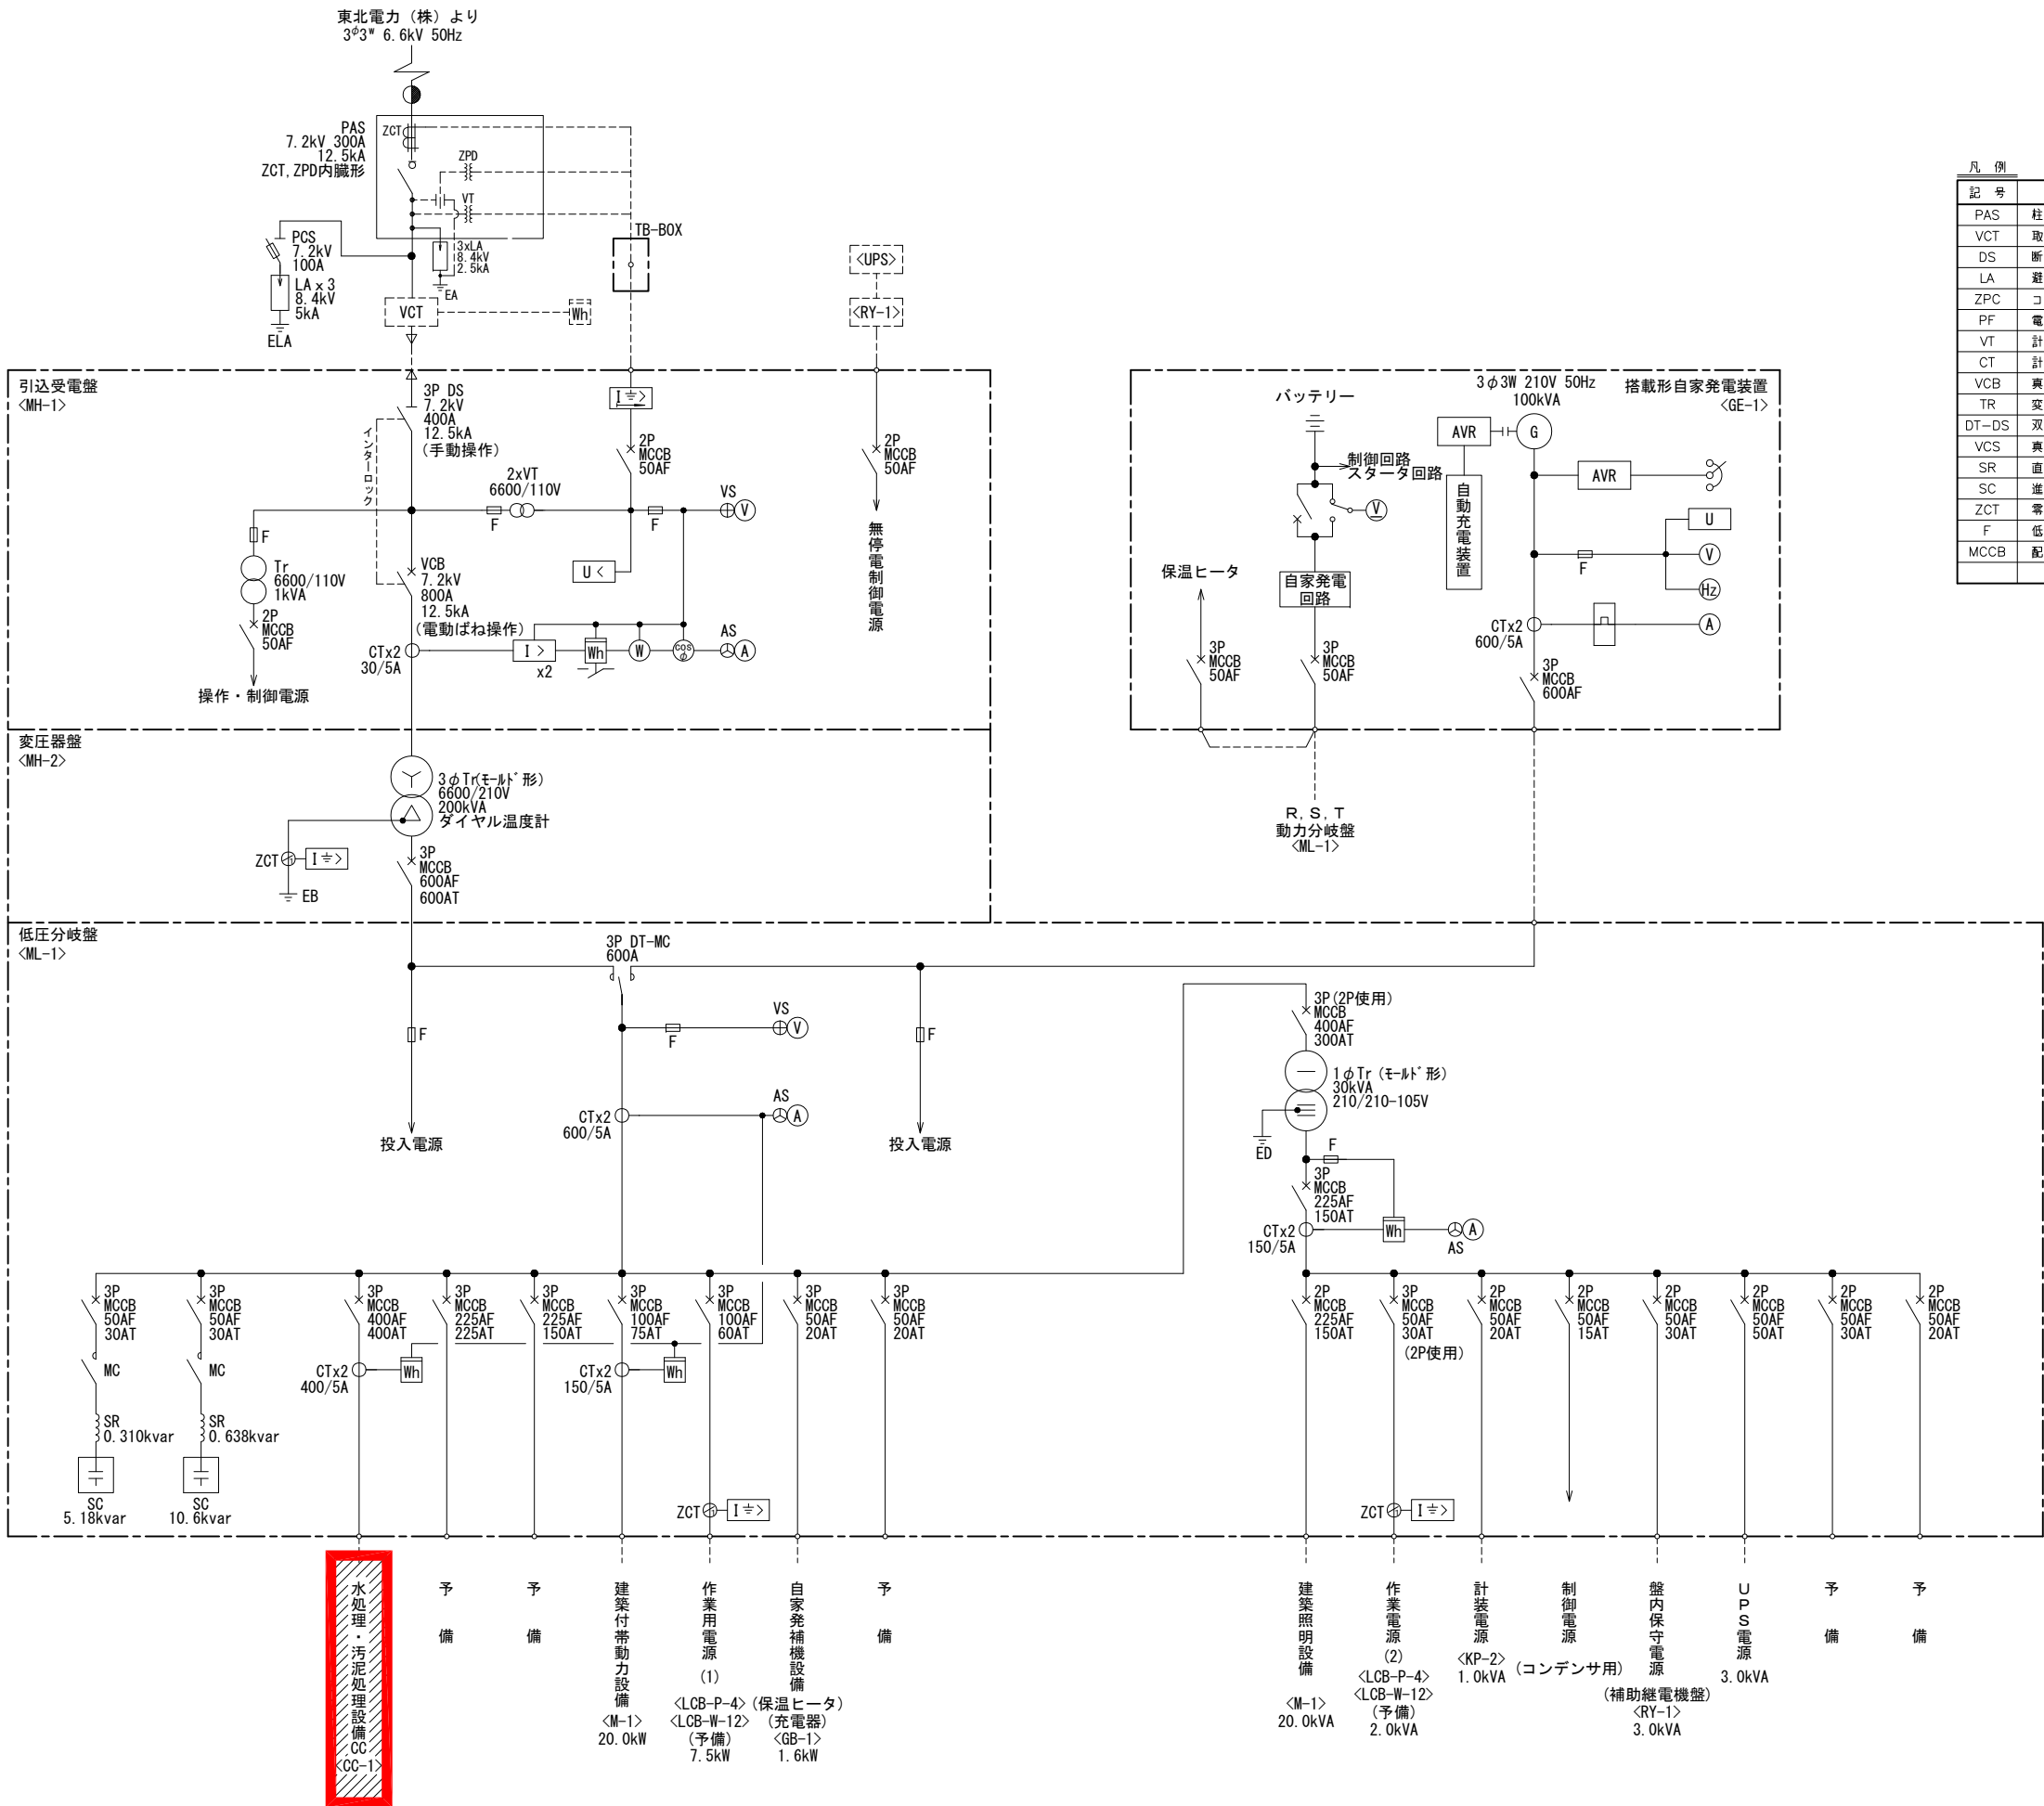 東北電力（株）より
3φ3W 6.6kV 50Hz
PAS
7.2kV 300A
12.5kA
ZCT,ZPD内臓形
ZCT
ZPD
VT
3xLA
8.4kV
2.5kA
EA
PCS
7.2kV
100A
LA x 3
8.4kV
5kA
ELA
VCT
Wh
TB-BOX
<UPS>
<RY-1>
凡 例
記 号
PAS 柱
VCT 取
DS 断
LA 避
ZPC コ
PF 電
VT 計
CT 計
VCB 真
TR 変
DT-DS 双
VCS 真
SR 直
SC 進
ZCT 零
F 低
MCCB 配
引込受電盤
<MH-1>
3P DS
7.2kV
400A
12.5kA
(手動操作)
インターロック
I >
2P
MCCB
50AF
2P
MCCB
50AF
無停電制御電源
2xVT
6600/110V
F
F
VS
V
U <
F
Tr
6600/110V
1kVA
2P
MCCB
50AF
操作・制御電源
VCB
7.2kV
800A
12.5kA
(電動ばね操作)
CTx2
30/5A
I >
x2
Wh
W
cosφ
AS
A
搭載形自家発電装置
<GE-1>
3φ3W 210V 50Hz
100kVA
バッテリー
制御回路
スタータ回路
V
自家発電
回路
保温ヒータ
3P
MCCB
50AF
3P
MCCB
50AF
AVR
G
自動充電装置
AVR
U
V
Hz
F
CTx2
600/5A
A
3P
MCCB
600AF
R,S,T
動力分岐盤
<ML-1>
変圧器盤
<MH-2>
3φTr(ﾓｰﾙﾄﾞ形)
6600/210V
200kVA
ダイヤル温度計
ZCT
I >
EB
3P
MCCB
600AF
600AT
低圧分岐盤
<ML-1>
3P DT-MC
600A
F
投入電源
VS
V
F
CTx2
600/5A
AS
A
F
投入電源
3P(2P使用)
MCCB
400AF
300AT
1φTr (ﾓｰﾙﾄﾞ形)
30kVA
210/210-105V
ED
F
3P
MCCB
225AF
150AT
CTx2
150/5A
Wh
A
AS
3P
MCCB
50AF
30AT
MC
SR
0.310kvar
SC
5.18kvar
3P
MCCB
50AF
30AT
MC
SR
0.638kvar
SC
10.6kvar
3P
MCCB
400AF
400AT
CTx2
400/5A
Wh
3P
MCCB
225AF
225AT
3P
MCCB
225AF
150AT
3P
MCCB
100AF
75AT
CTx2
150/5A
Wh
3P
MCCB
100AF
60AT
ZCT
I >
3P
MCCB
50AF
20AT
3P
MCCB
50AF
20AT
2P
MCCB
225AF
150AT
3P
MCCB
50AF
30AT
(2P使用)
ZCT
I >
2P
MCCB
50AF
20AT
2P
MCCB
50AF
15AT
2P
MCCB
50AF
30AT
2P
MCCB
50AF
50AT
3P
MCCB
50AF
30AT
2P
MCCB
50AF
20AT
水処理・汚泥処理設備CC
<CC-1>
予備
予備
建築付帯動力設備
<M-1>
20.0kW
作業用電源
(1)
<LCB-P-4>
<LCB-W-12>
(予備)
7.5kW
自家発補機設備
(保温ヒータ)
(充電器)
<GB-1>
1.6kW
予備
建築照明設備
<M-1>
20.0kVA
作業電源
(2)
<LCB-P-4>
<LCB-W-12>
(予備)
2.0kVA
計装電源
<KP-2>
1.0kVA
制御電源
(コンデンサ用)
盤内保守電源
(補助継電機盤)
<RY-1>
3.0kVA
UPS電源
3.0kVA
予備
予備